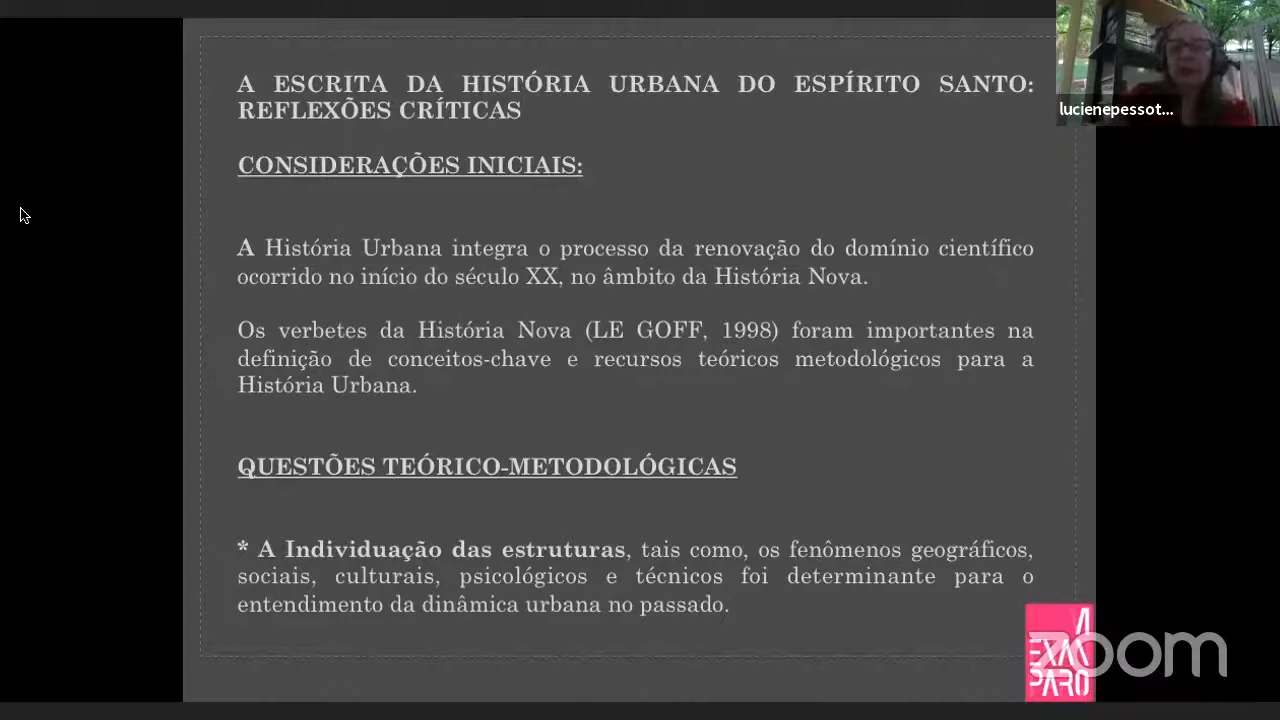 A ESCRITA DA HISTÓRIA URBANA DO ESPÍRITO SANTO:
REFLEXÕES CRÍTICAS
CONSIDERAÇÕES INICIAIS:
A História Urbana integra o processo da renovação do domínio científico
ocorrido no início do século XX, no âmbito da História Nova.
Os verbetes da História Nova (LE GOFF, 1998) foram importantes na
definição de conceitos-chave e recursos teóricos metodológicos para a
História Urbana.
QUESTÕES TEÓRICO-METODOLÓGICAS
* A Individuação das estruturas, tais como, os fenômenos geográficos,
sociais, culturais, psicológicos e técnicos foi determinante para o
entendimento da dinâmica urbana no passado.
lucienepessot...
zoom